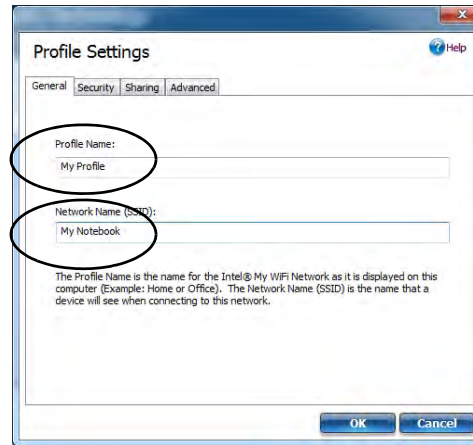 Profile Settings
Help
General Security Sharing Advanced
Profile Name:
My Profile
Network Name (SSID):
My Notebook
The Profile Name is the name for the Intel® My WiFi Network as it is displayed on this
computer (Example: Home or Office). The Network Name (SSID) is the name that a
device will see when connecting to this network.
OK Cancel